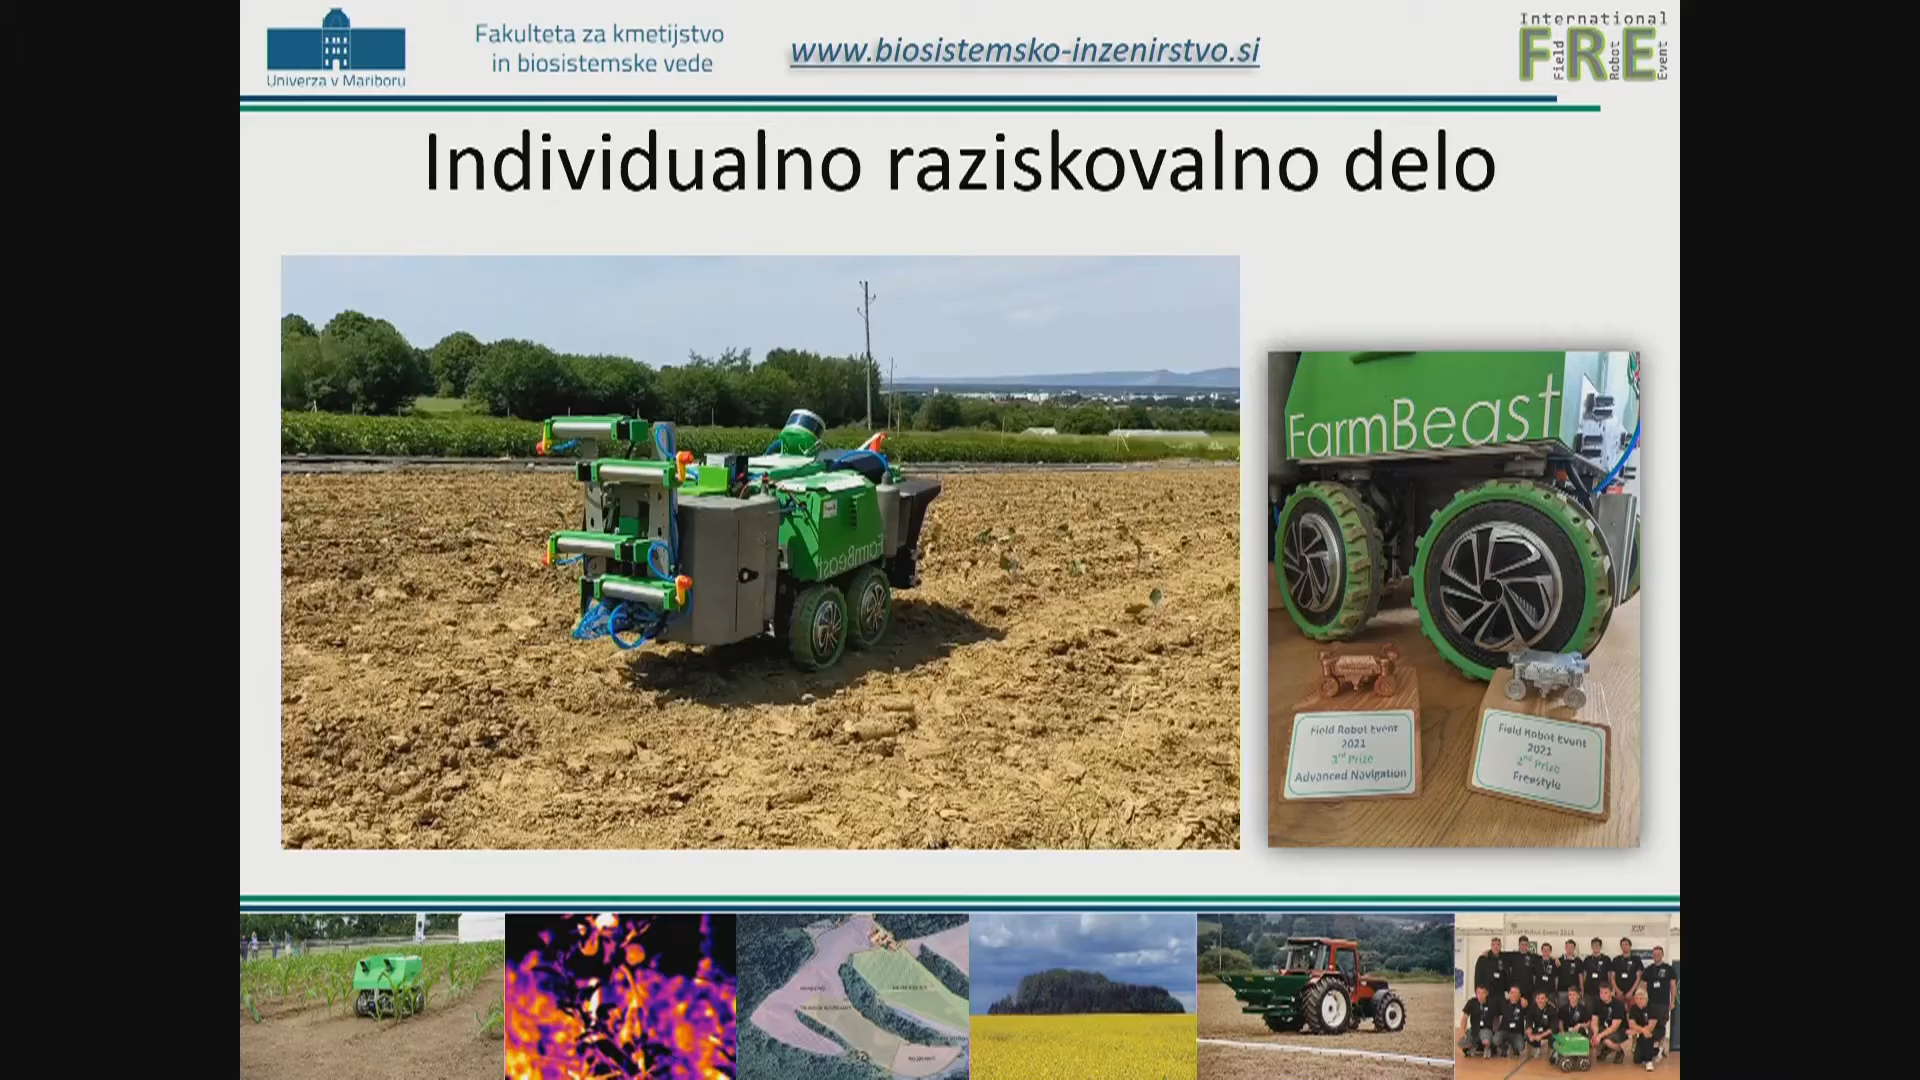 Univerza v Mariboru
Fakulteta za kmetijstvo
in biosistemske vede
www.biosistemsko-inzenirstvo.si
International
FRE
Field Robot Event
Individualno raziskovalno delo
FarmBeast
FarmBeast
Field Robot Event
2021
3rd Prize
Advanced Navigation
Field Robot Event
2021
2nd Prize
Freestyle